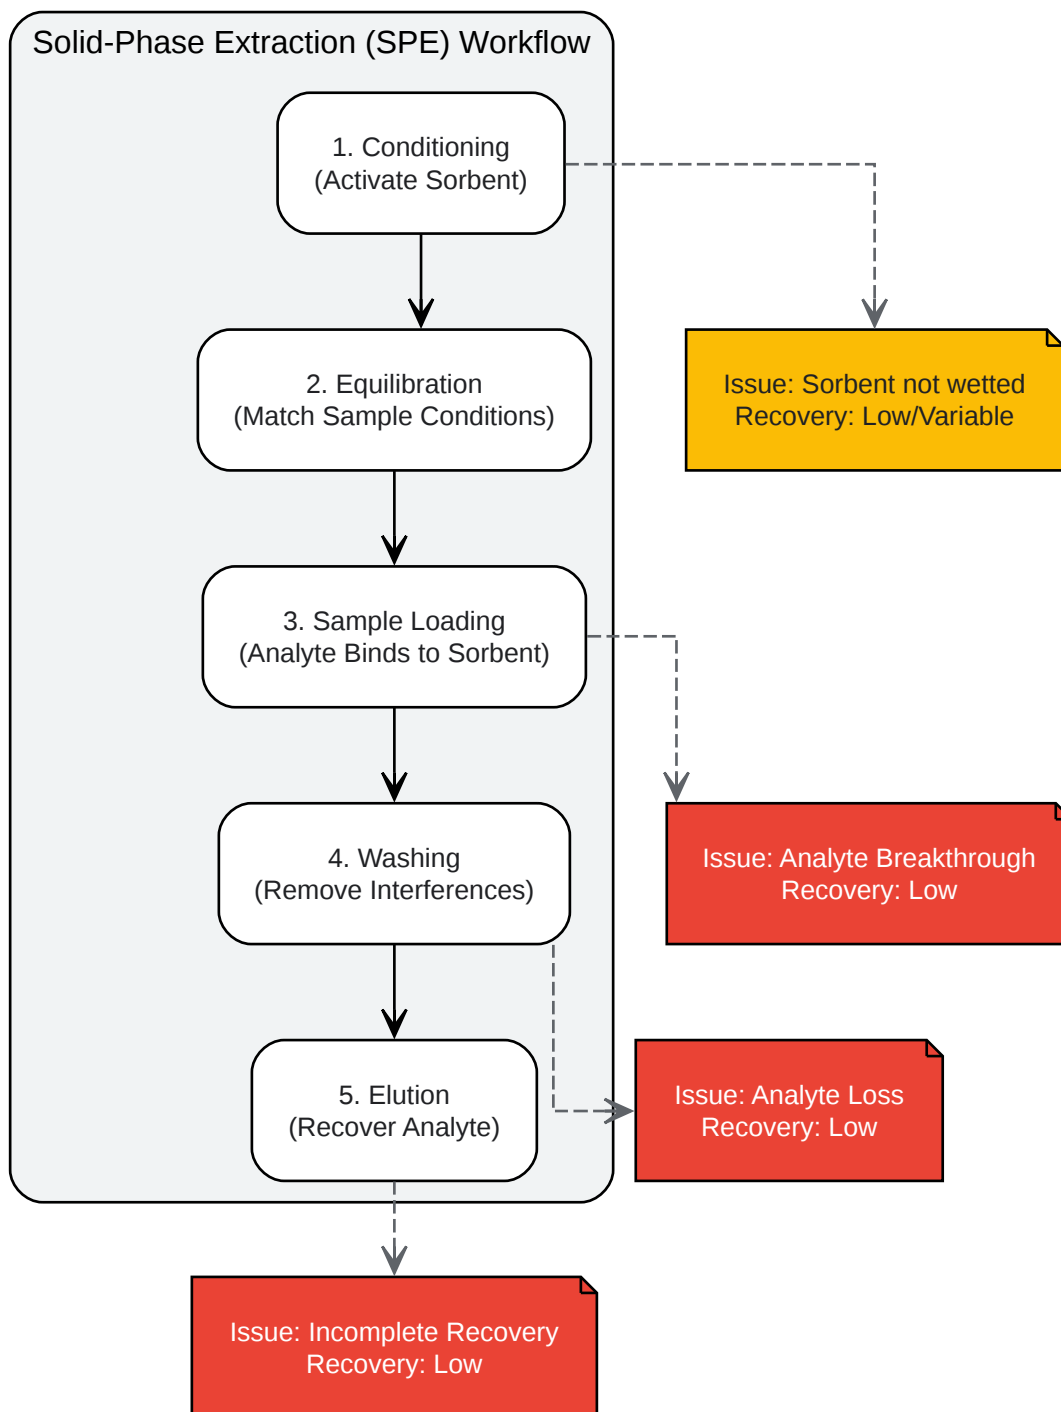 Solid-Phase Extraction (SPE) Workflow
1. Conditioning
(Activate Sorbent)
2. Equilibration
(Match Sample Conditions)
Issue: Sorbent not wetted
Recovery: Low/Variable
3. Sample Loading
(Analyte Binds to Sorbent)
4. Washing
(Remove Interferences)
Issue: Analyte Breakthrough
Recovery: Low
5. Elution
(Recover Analyte)
Issue: Analyte Loss
Recovery: Low
Issue: Incomplete Recovery
Recovery: Low